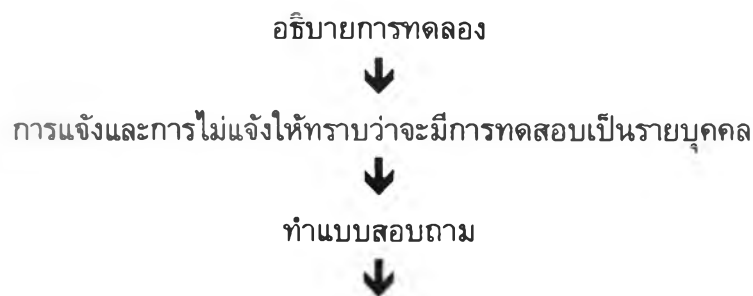 อธิบายการทดลอง
การแจ้งและการไม่แจ้งให้ทราบว่าจะมีการทดสอบเป็นรายบุคคล
ทำแบบสอบถาม